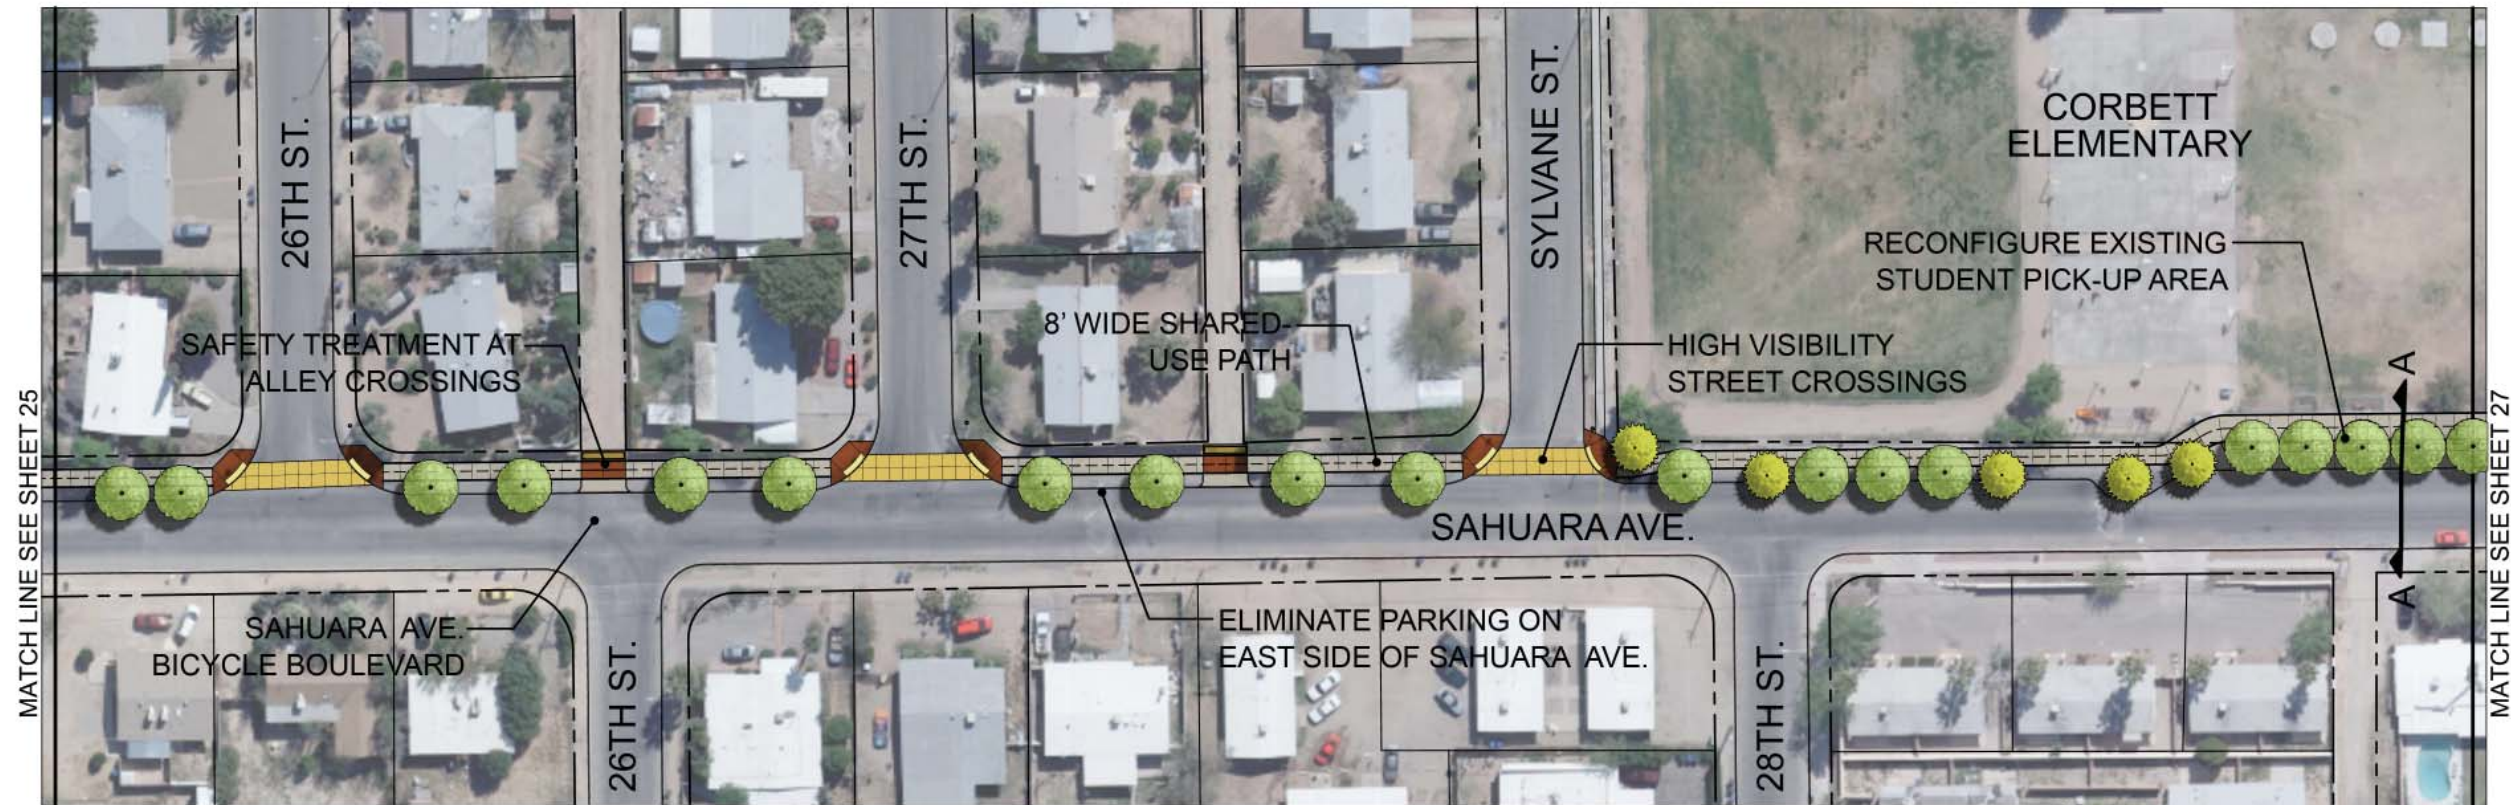 26TH ST.
27TH ST.
SYLVANE ST.
CORBETT
ELEMENTARY
RECONFIGURE EXISTING
STUDENT PICK-UP AREA
SAFETY TREATMENT AT
ALLEY CROSSINGS
8' WIDE SHARED-
USE PATH
HIGH VISIBILITY
STREET CROSSINGS
A
MATCH LINE SEE SHEET 25
MATCH LINE SEE SHEET 27
SAHUARA AVE.
SAHUARA AVE.
BICYCLE BOULEVARD
ELIMINATE PARKING ON
EAST SIDE OF SAHUARA AVE.
A
26TH ST.
28TH ST.